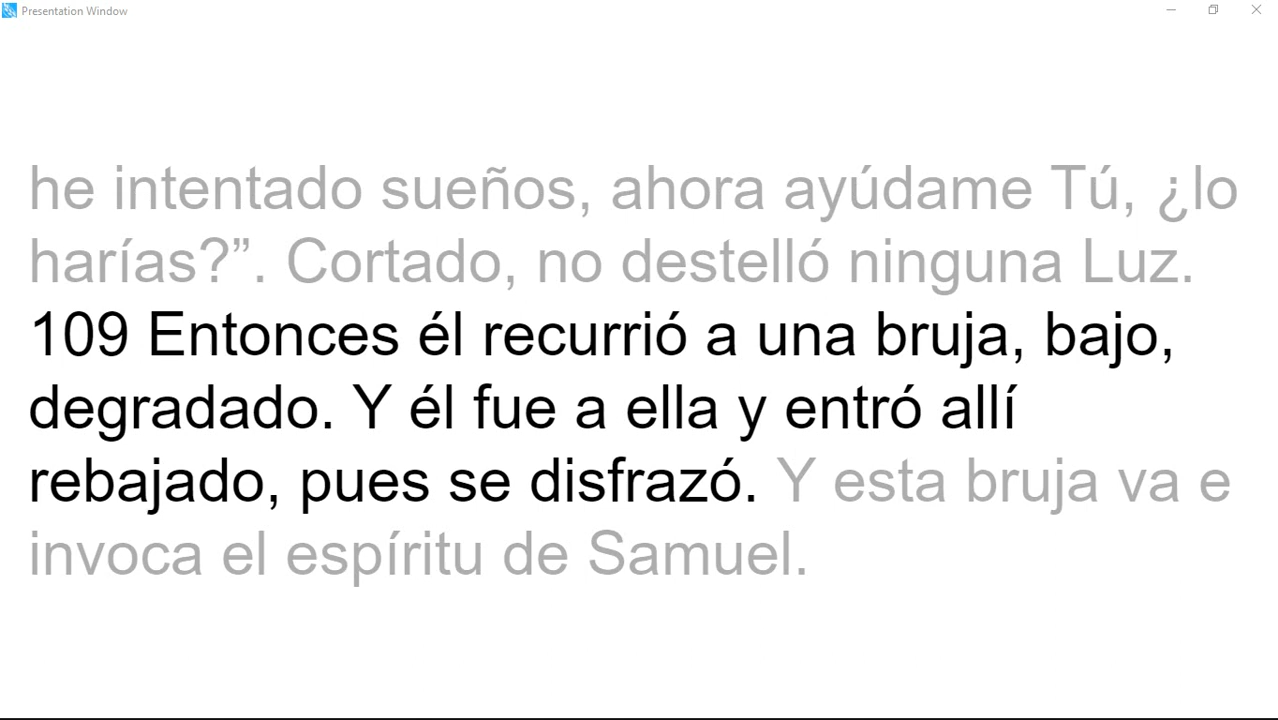 Presentation Window
he intentado sueños, ahora ayúdame Tú, ¿lo
harías?”. Cortado, no destelló ninguna Luz.
109 Entonces él recurrió a una bruja, bajo,
degradado. Y él fue a ella y entró allí
rebajado, pues se disfrazó. Y esta bruja va e
invoca el espíritu de Samuel.